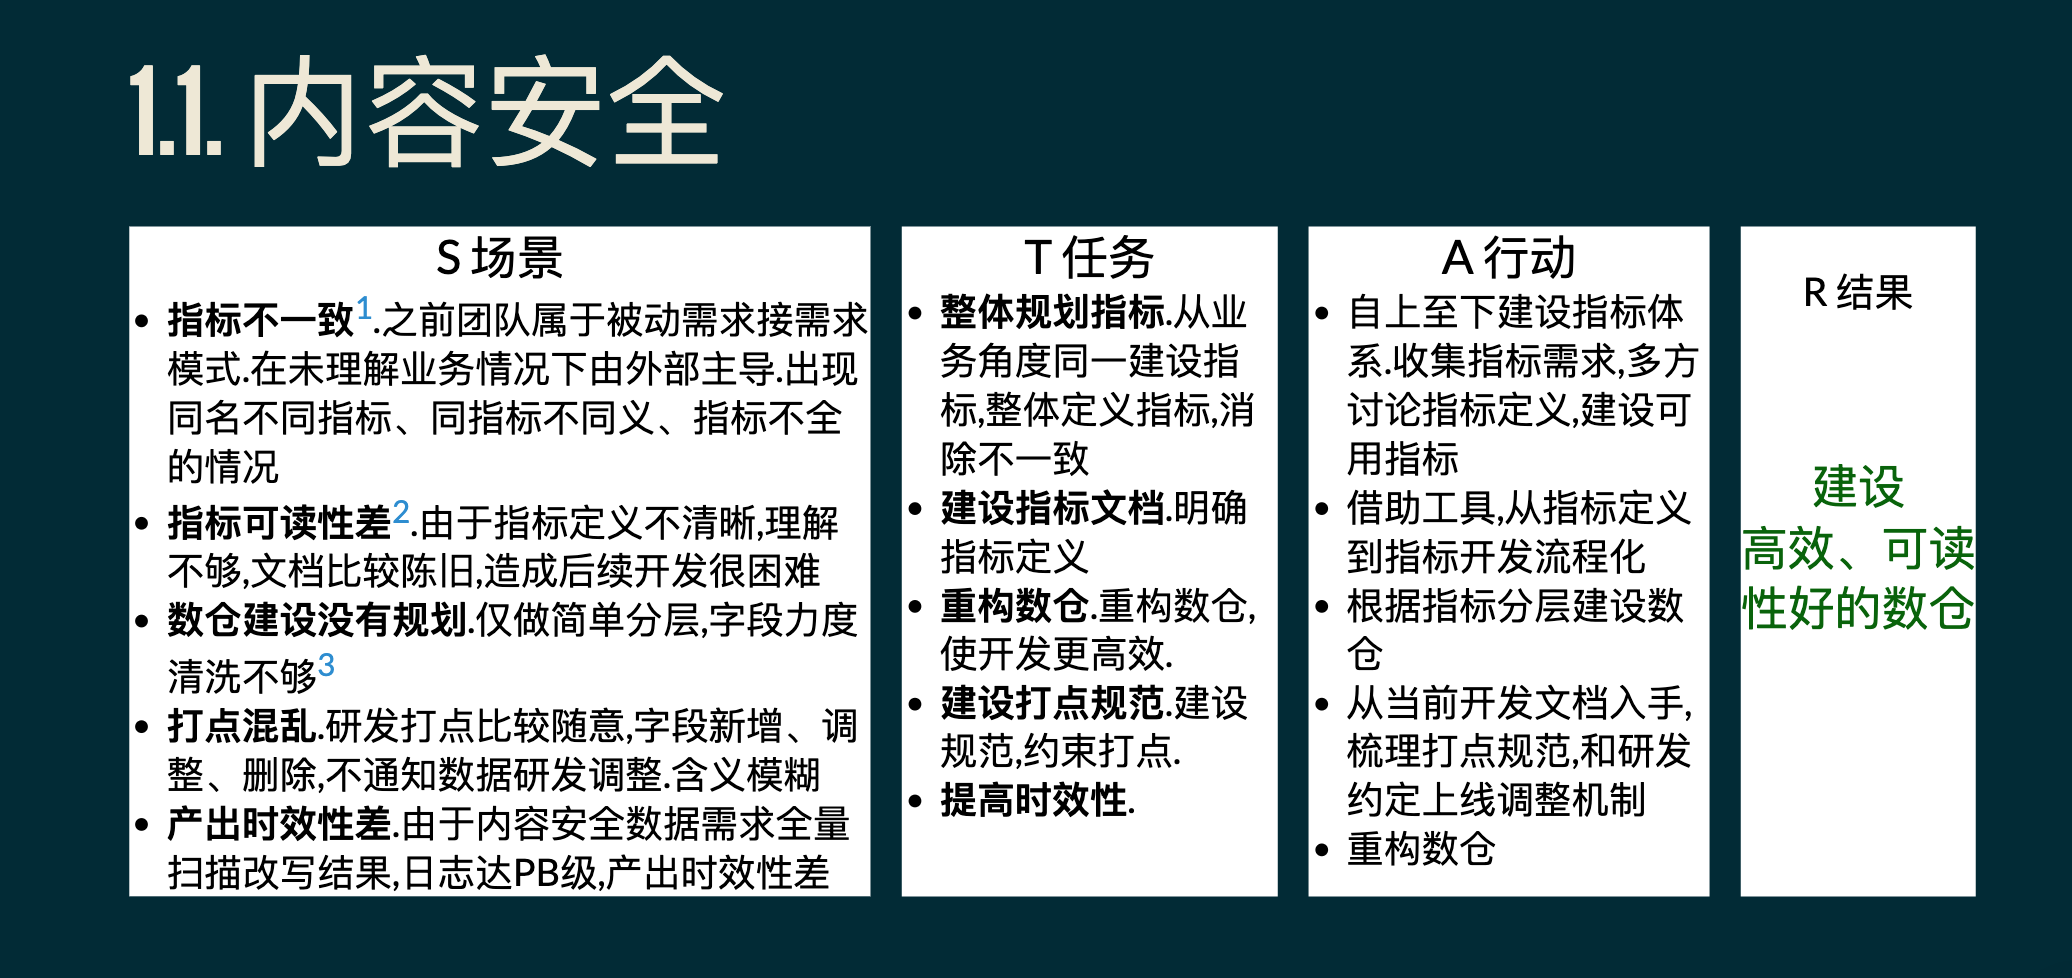 1.1. 内容安全
S 场景
• 指标不一致1.之前团队属于被动需求接需求
模式.在未理解业务情况下由外部主导.出现
同名不同指标、同指标不同义、指标不全
的情况
• 指标可读性差2.由于指标定义不清晰,理解
不够,文档比较陈旧,造成后续开发很困难
• 数仓建设没有规划.仅做简单分层,字段力度
清洗不够3
• 打点混乱.研发打点比较随意,字段新增、调
整、删除,不通知数据研发调整.含义模糊
• 产出时效性差.由于内容安全数据需求全量
扫描改写结果,日志达PB级,产出时效性差
T 任务
• 整体规划指标.从业
务角度同一建设指
标,整体定义指标,消
除不一致
• 建设指标文档.明确
指标定义
• 重构数仓.重构数仓,
使开发更高效.
• 建设打点规范.建设
规范,约束打点.
• 提高时效性.
A 行动
• 自上至下建设指标体
系.收集指标需求,多方
讨论指标定义,建设可
用指标
• 借助工具,从指标定义
到指标开发流程化
• 根据指标分层建设数
仓
• 从当前开发文档入手,
梳理打点规范,和研发
约定上线调整机制
• 重构数仓
R 结果
建设
高效、可读
性好的数仓